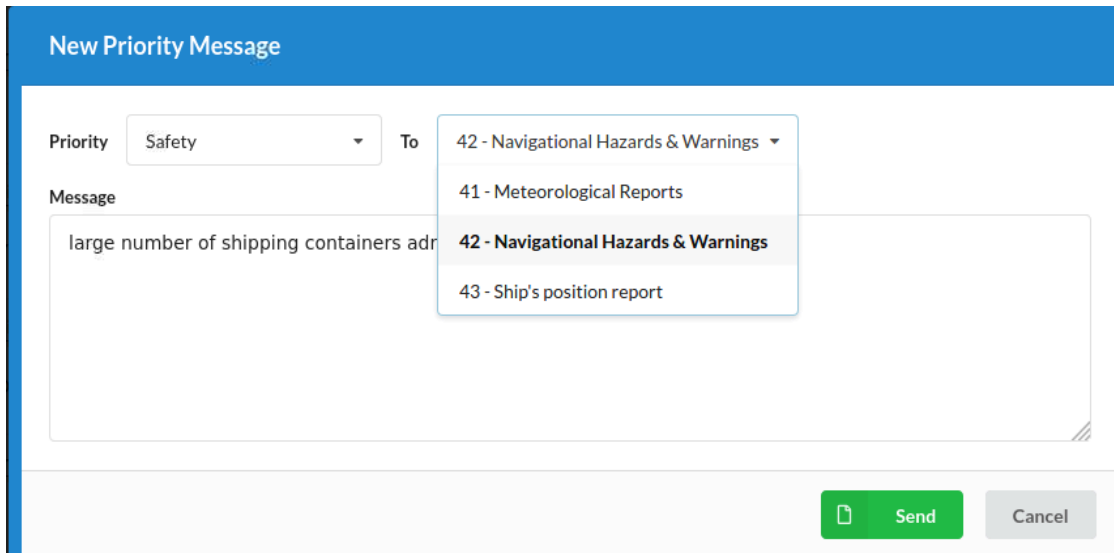 New Priority Message
Priority Safety To 42 - Navigational Hazards & Warnings
41 - Meteorological Reports
Message
large number of shipping containers adr
42 - Navigational Hazards & Warnings
43 - Ship's position report
Send Cancel